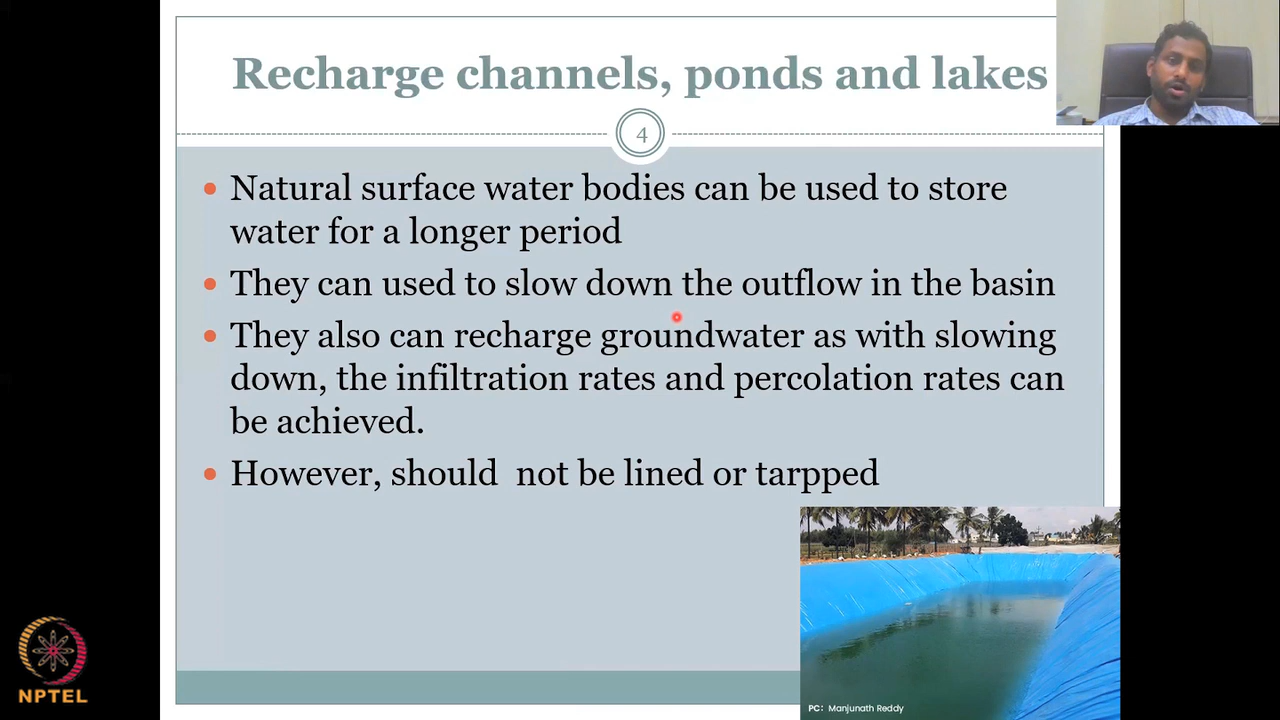 Recharge channels, ponds and lakes
4
Natural surface water bodies can be used to store
water for a longer period
They can used to slow down the outflow in the basin
They also can recharge groundwater as with slowing
down, the infiltration rates and percolation rates can
be achieved.
However, should  not be lined or tarpped
PC: Manjunath Reddy
NPTEL